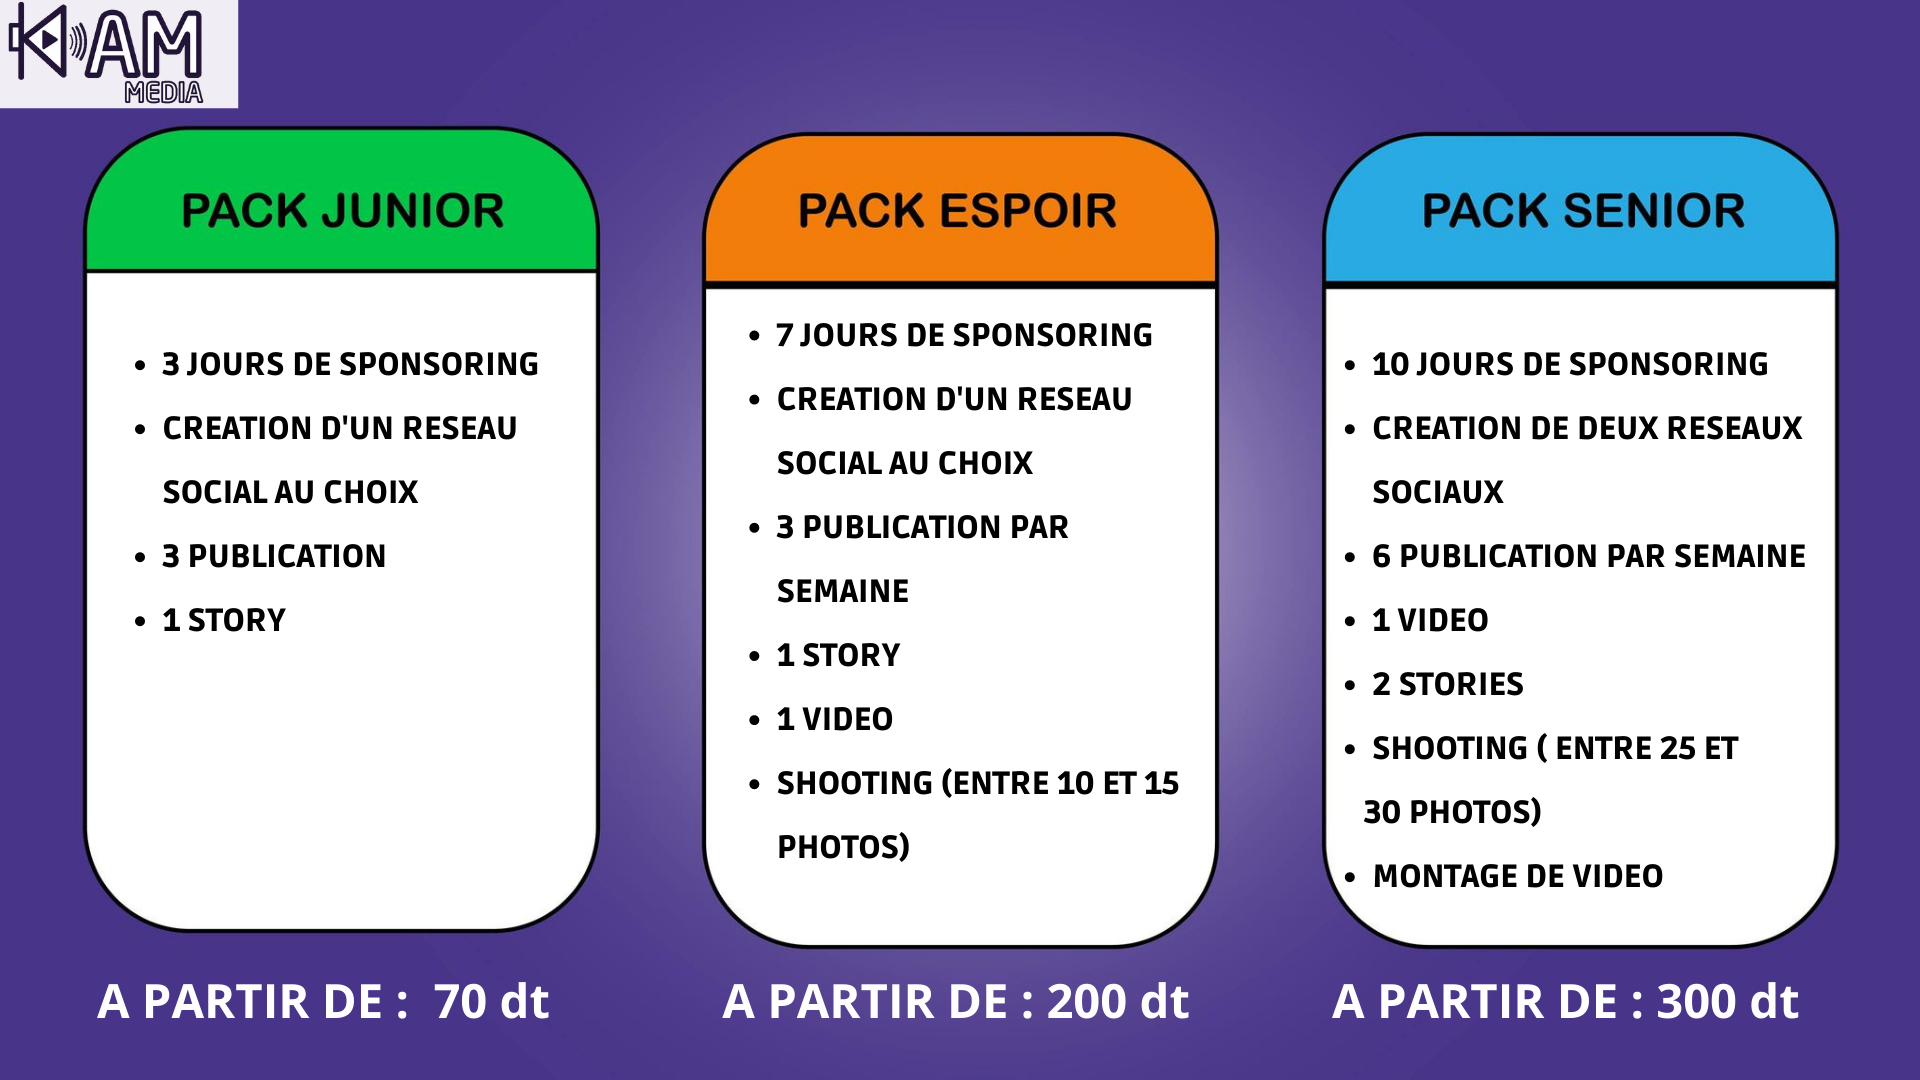 KAM
MEDIA
PACK JUNIOR
3 JOURS DE SPONSORING
CREATION D'UN RESEAU
SOCIAL AU CHOIX
3 PUBLICATION
1 STORY
A PARTIR DE : 70 dt
PACK ESPOIR
7 JOURS DE SPONSORING
CREATION D'UN RESEAU
SOCIAL AU CHOIX
3 PUBLICATION PAR
SEMAINE
1 STORY
1 VIDEO
SHOOTING (ENTRE 10 ET 15
PHOTOS)
A PARTIR DE : 200 dt
PACK SENIOR
10 JOURS DE SPONSORING
CREATION DE DEUX RESEAUX
SOCIAUX
6 PUBLICATION PAR SEMAINE
1 VIDEO
2 STORIES
SHOOTING ( ENTRE 25 ET
30 PHOTOS)
MONTAGE DE VIDEO
A PARTIR DE : 300 dt